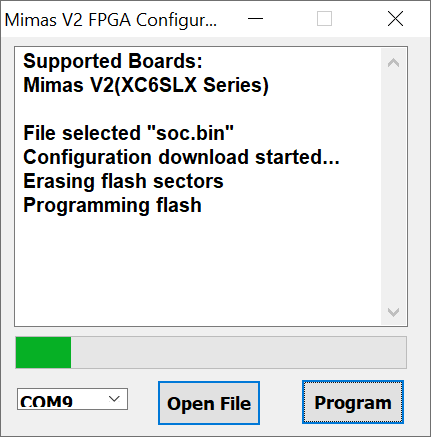 Mimas V2 FPGA Configur...
Supported Boards:
Mimas V2(XC6SLX Series)
File selected "soc.bin"
Configuration download started...
Erasing flash sectors
Programming flash
COM9
Open File
Program